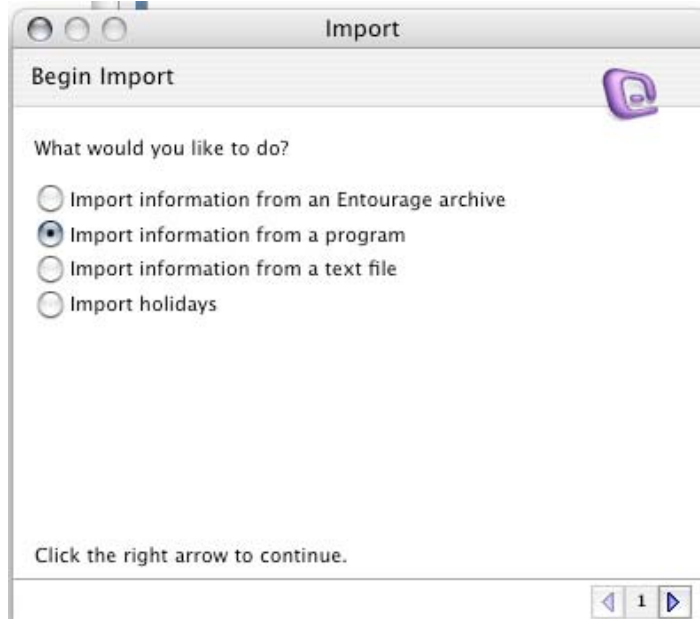 Import
Begin Import
What would you like to do?
Import information from an Entourage archive
Import information from a program
Import information from a text file
Import holidays
Click the right arrow to continue.
1